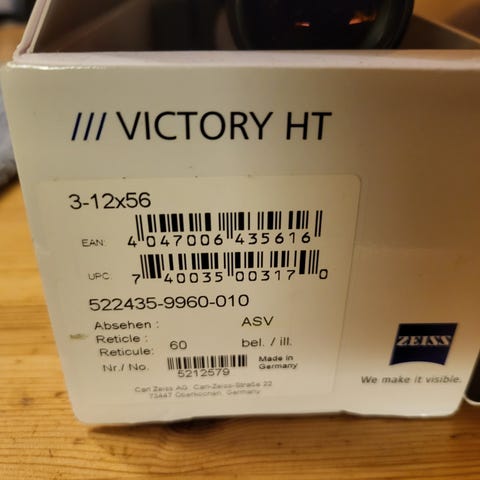 /// VICTORY HT
3-12x56
EAN: 4 047006 435616
UPC: 7 40035 00317 0
522435-9960-010
Absehen : ASV
Reticle : 60 bel. / ill.
Reticule:
Nr./ No. 5212579 Made in Germany
Carl Zeiss AG Carl-Zeiss-Straße 22
73447 Oberkochen Germany
ZEISS
We make it visible.